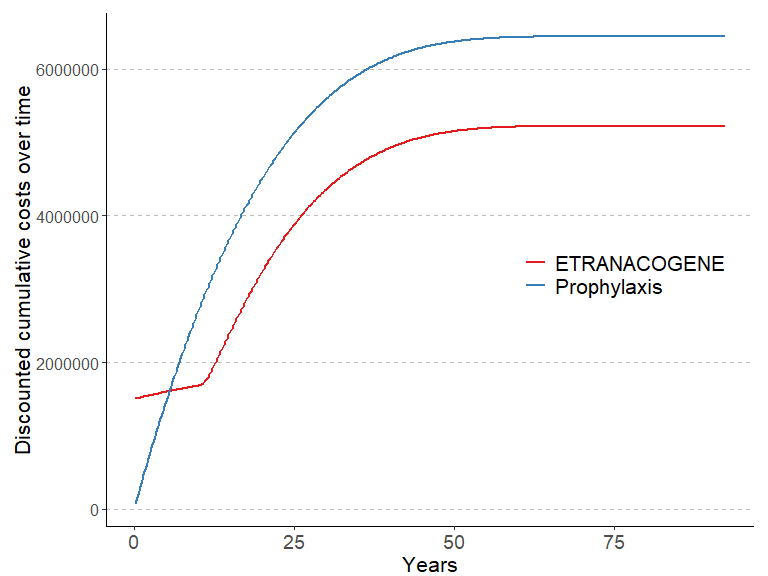 Discounted cumulative costs over time
6000000
4000000
2000000
0
ETRANACOGENE
Prophylaxis
0 25 50 75
Years